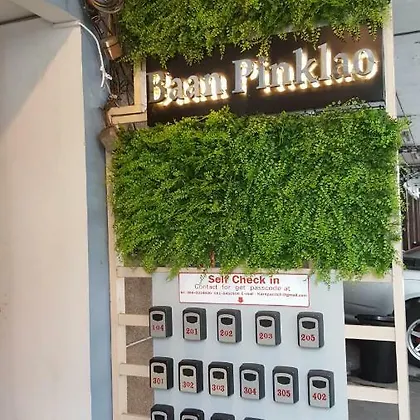 Baan Pinklao
Self Check in
Contact for get passcode at
104 201 202 203 205
301 302 303 304 305 402